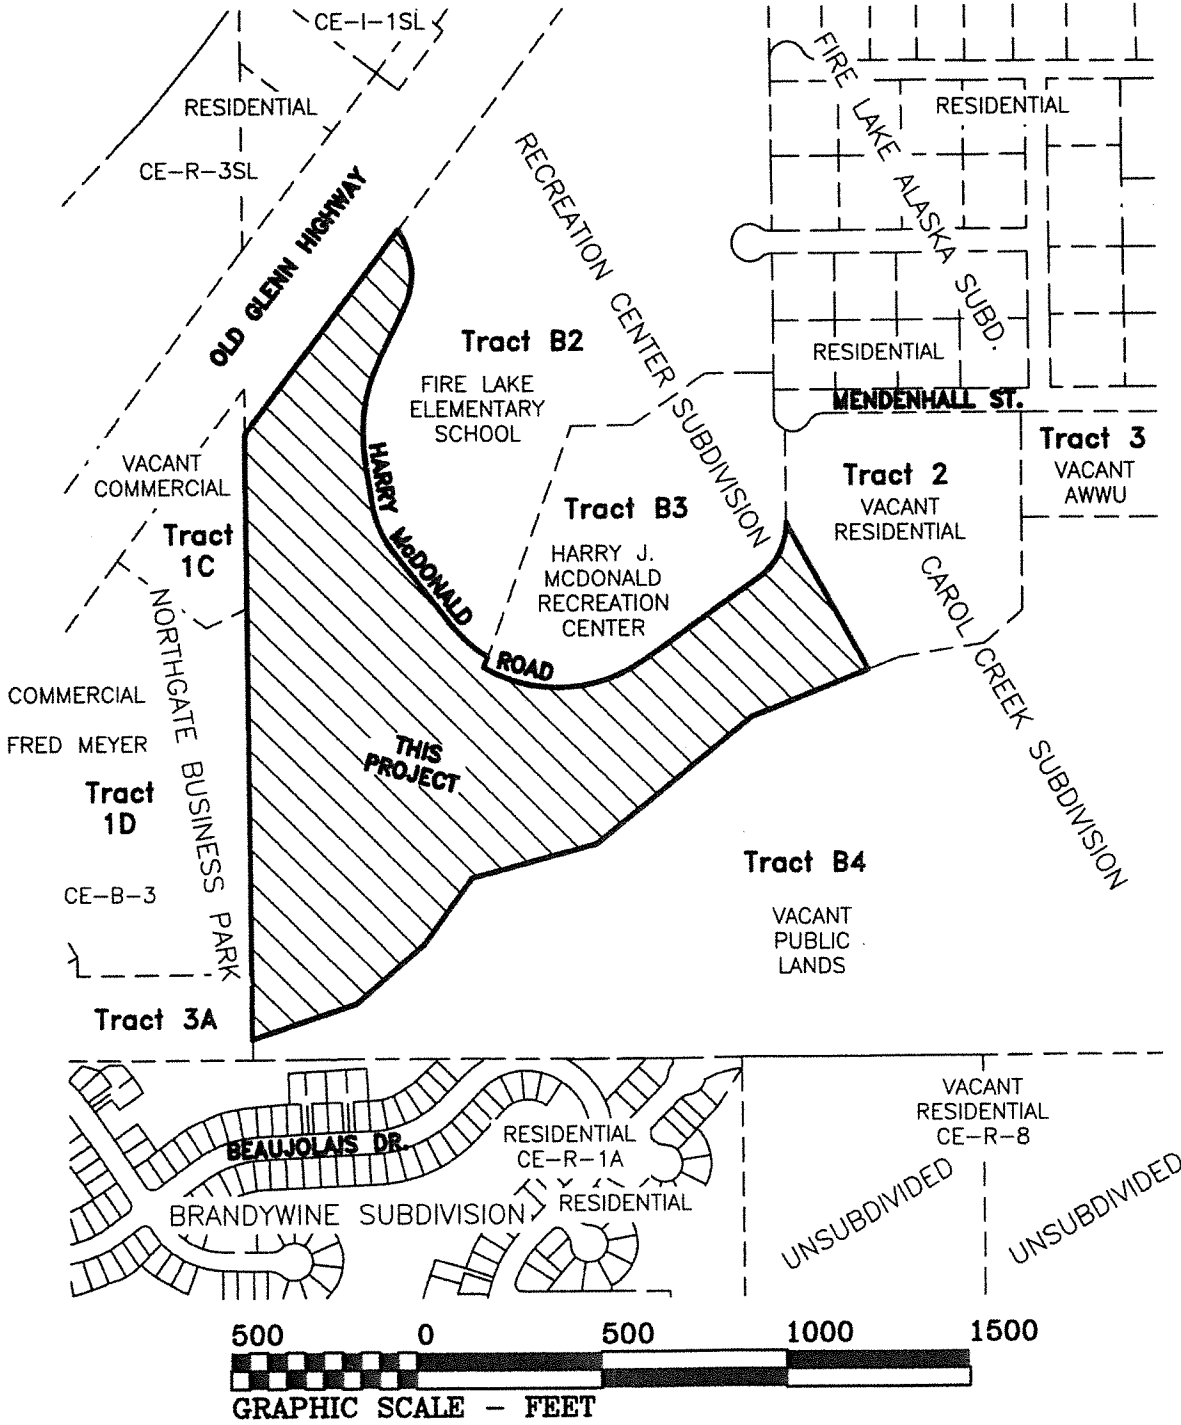 CE-I-1SL
RESIDENTIAL
CE-R-3SL
OLD GLENN HIGHWAY
RECREATION CENTER SUBDIVISION
FIRE LAKE ALASKA SUBD.
RESIDENTIAL
RESIDENTIAL
MENDENHALL ST.
Tract B2
FIRE LAKE
ELEMENTARY
SCHOOL
HARRY McDONALD
ROAD
Tract B3
HARRY J.
MCDONALD
RECREATION
CENTER
Tract 2
VACANT
RESIDENTIAL
Tract 3
VACANT
AWWU
CAROL CREEK SUBDIVISION
VACANT
COMMERCIAL
Tract
1C
NORTHGATE BUSINESS PARK
COMMERCIAL
FRED MEYER
Tract
1D
CE-B-3
Tract 3A
THIS
PROJECT
Tract B4
VACANT
PUBLIC
LANDS
BEAUJOLAIS DR.
RESIDENTIAL
CE-R-1A
RESIDENTIAL
BRANDYWINE SUBDIVISION
VACANT
RESIDENTIAL
CE-R-8
UNSUBDIVIDED
UNSUBDIVIDED
500 0 500 1000 1500
GRAPHIC SCALE - FEET